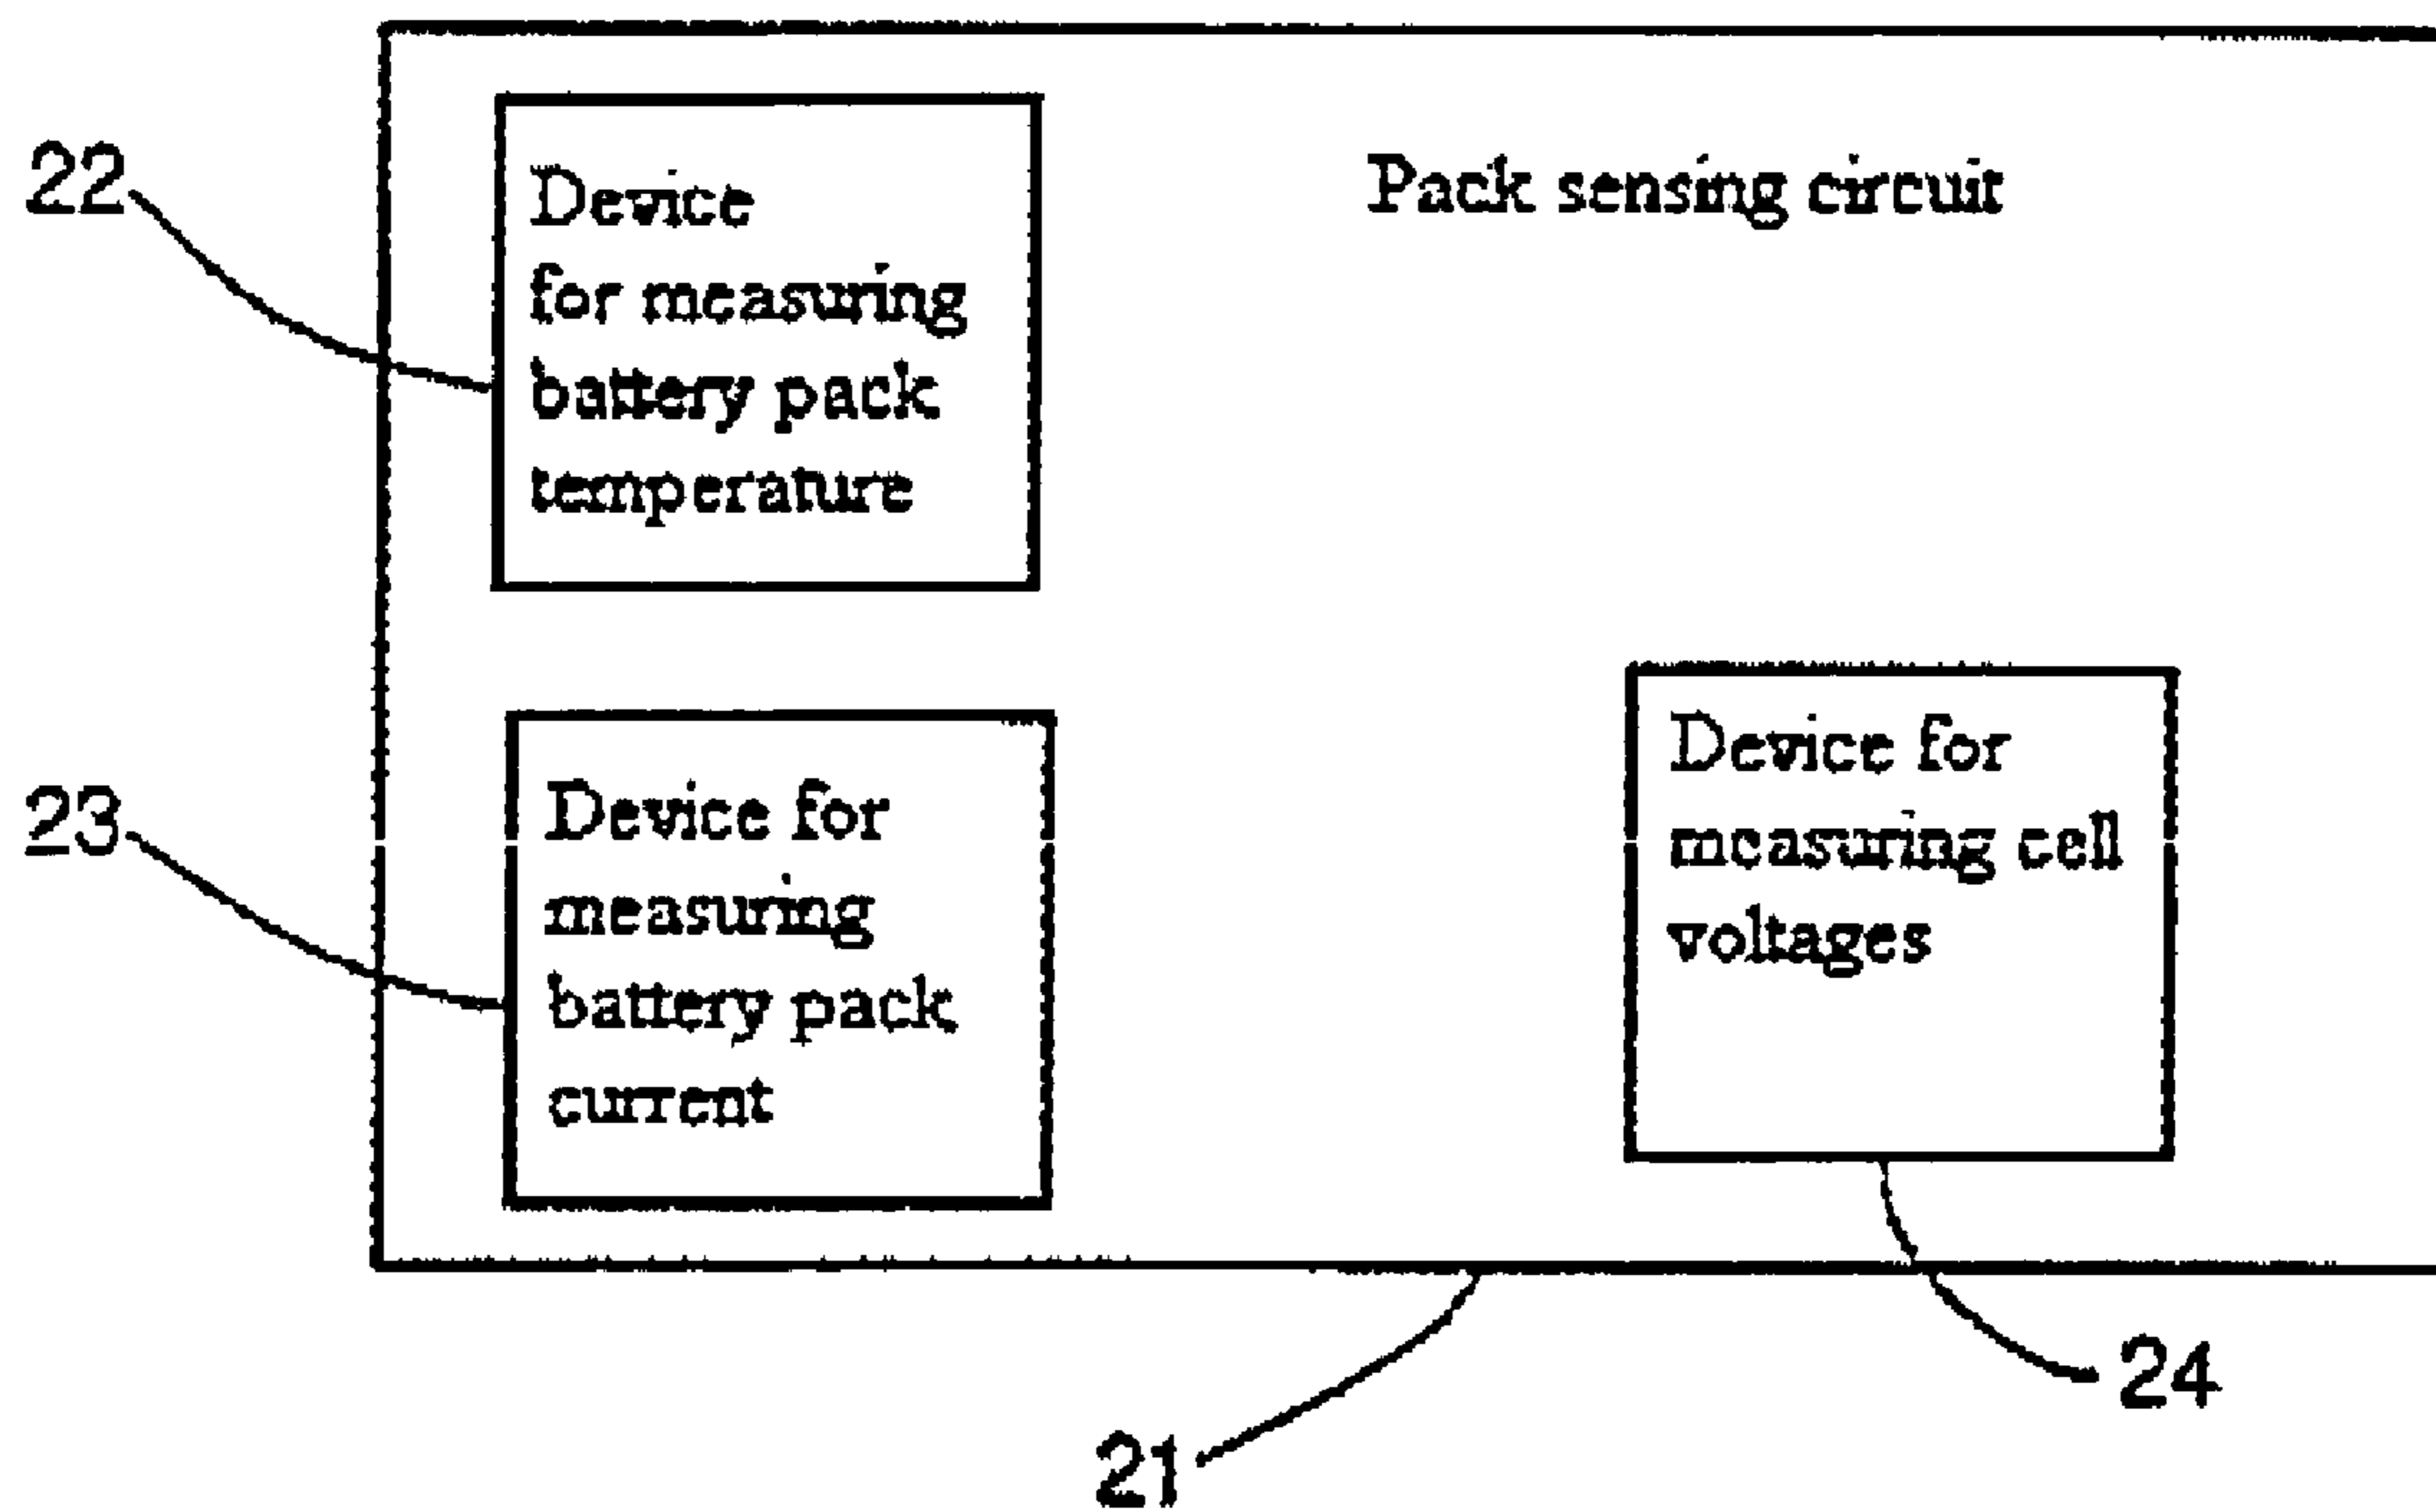 22
Device
for measuring
battery pack
temperature
Pack sensing circuit
23
Device for
measuring
battery pack
current
Device for
measuring cell
voltages
24
21